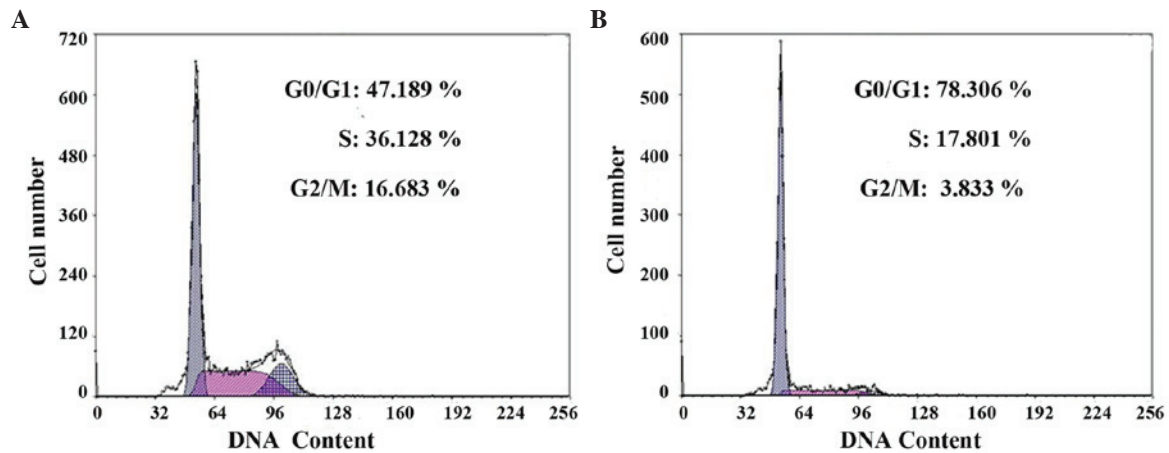 A
720
600
480
360
240
120
0
Cell number
G0/G1: 47.189 %
S: 36.128 %
G2/M: 16.683 %
0 32 64 96 128 160 192 224 256
DNA Content
B
600
500
400
300
200
100
0
Cell number
G0/G1: 78.306 %
S: 17.801 %
G2/M: 3.833 %
0 32 64 96 128 160 192 224 256
DNA Content